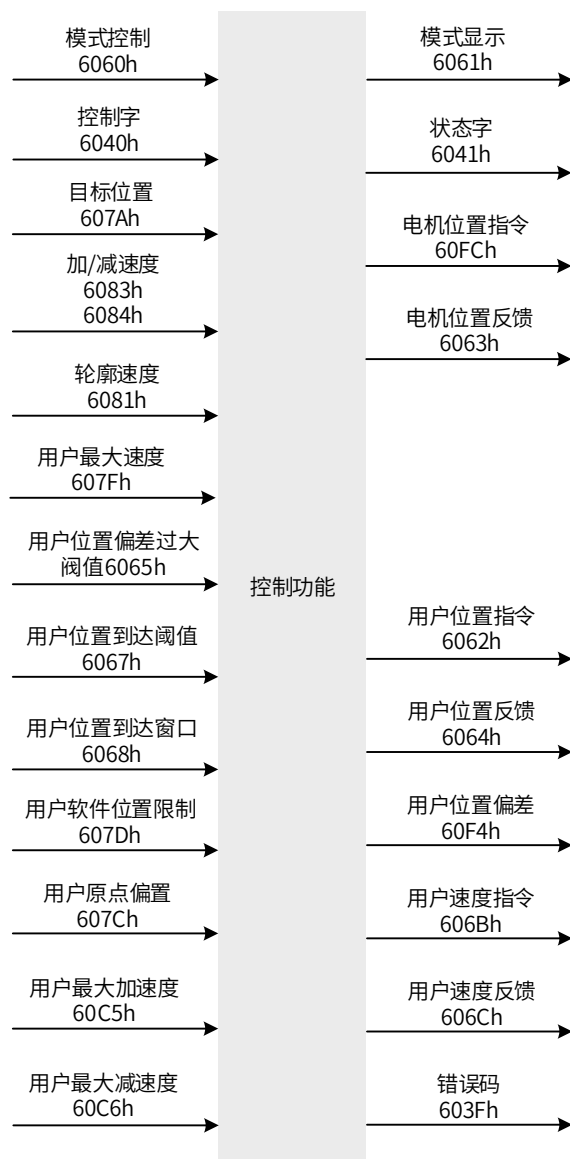 模式控制
6060h
控制字
6040h
目标位置
607Ah
加/减速度
6083h
6084h
轮廓速度
6081h
用户最大速度
607Fh
用户位置偏差过大
阀值6065h
用户位置到达阈值
6067h
用户位置到达窗口
6068h
用户软件位置限制
607Dh
用户原点偏置
607Ch
用户最大加速度
60C5h
用户最大减速度
60C6h
控制功能
模式显示
6061h
状态字
6041h
电机位置指令
60FCh
电机位置反馈
6063h
用户位置指令
6062h
用户位置反馈
6064h
用户位置偏差
60F4h
用户速度指令
606Bh
用户速度反馈
606Ch
错误码
603Fh